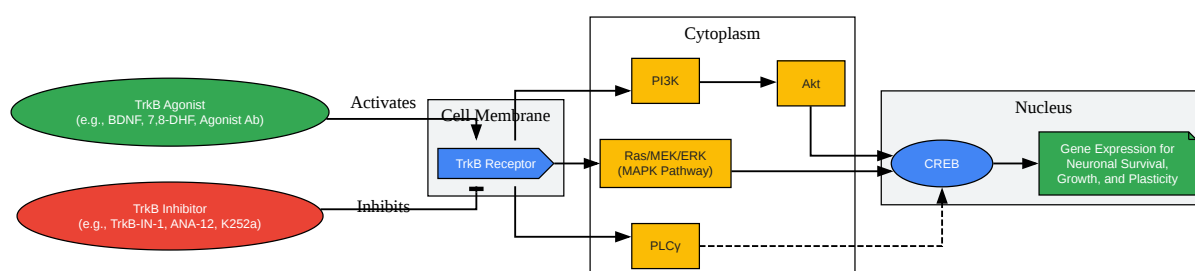 TrkB Agonist
(e.g., BDNF, 7,8-DHF, Agonist Ab)
Activates
TrkB Inhibitor
(e.g., TrkB-IN-1, ANA-12, K252a)
Inhibits
Cell Membrane
TrkB Receptor
Cytoplasm
PI3K
Akt
Ras/MEK/ERK
(MAPK Pathway)
PLCγ
Nucleus
CREB
Gene Expression for
Neuronal Survival,
Growth, and Plasticity